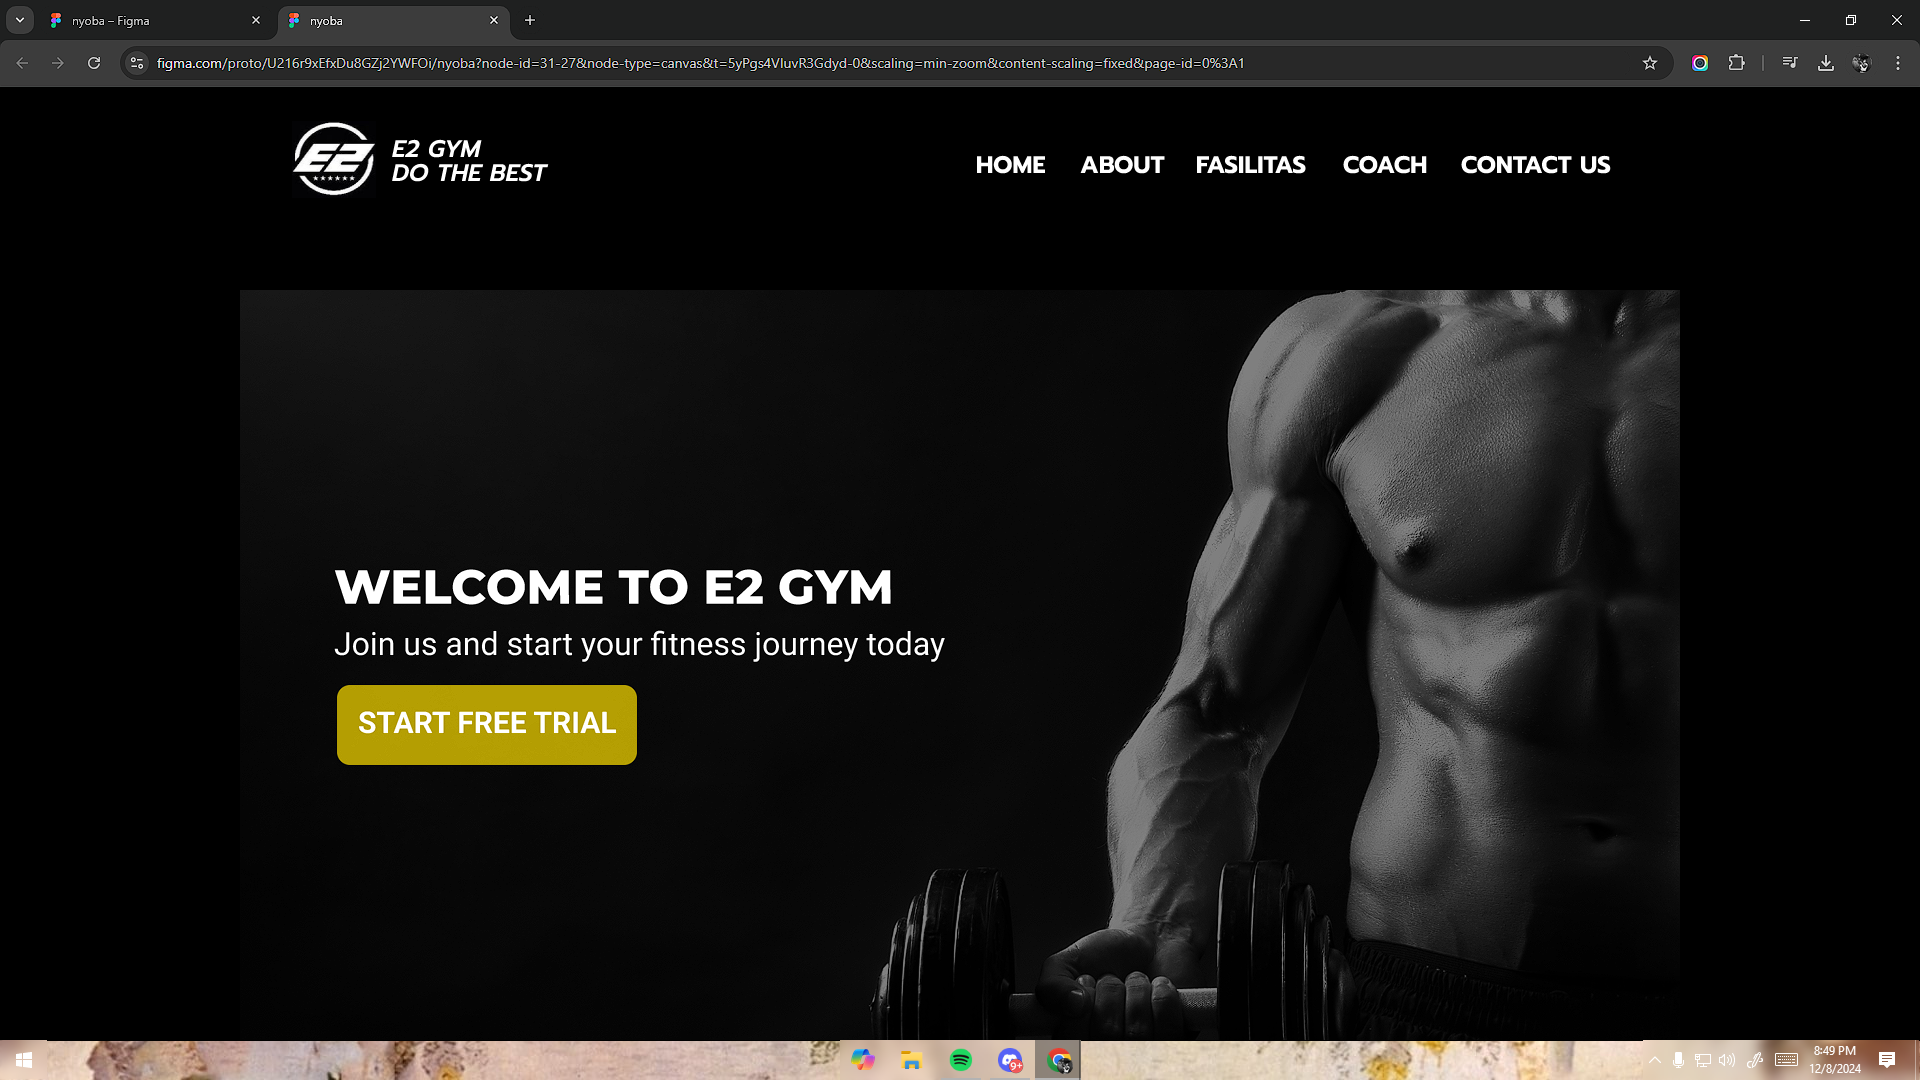 nyoba – Figma
nyoba
figma.com/proto/U216r9xEfxDu8GZj2YWFOi/nyoba?node-id=31-27&node-type=canvas&t=5yPgs4VIuvR3Gdyd-0&scaling=min-zoom&content-scaling=fixed&page-id=0%3A1
E2
E2 GYM
DO THE BEST
HOME ABOUT FASILITAS COACH CONTACT US
WELCOME TO E2 GYM
Join us and start your fitness journey today
START FREE TRIAL
9+
8:49 PM
12/8/2024